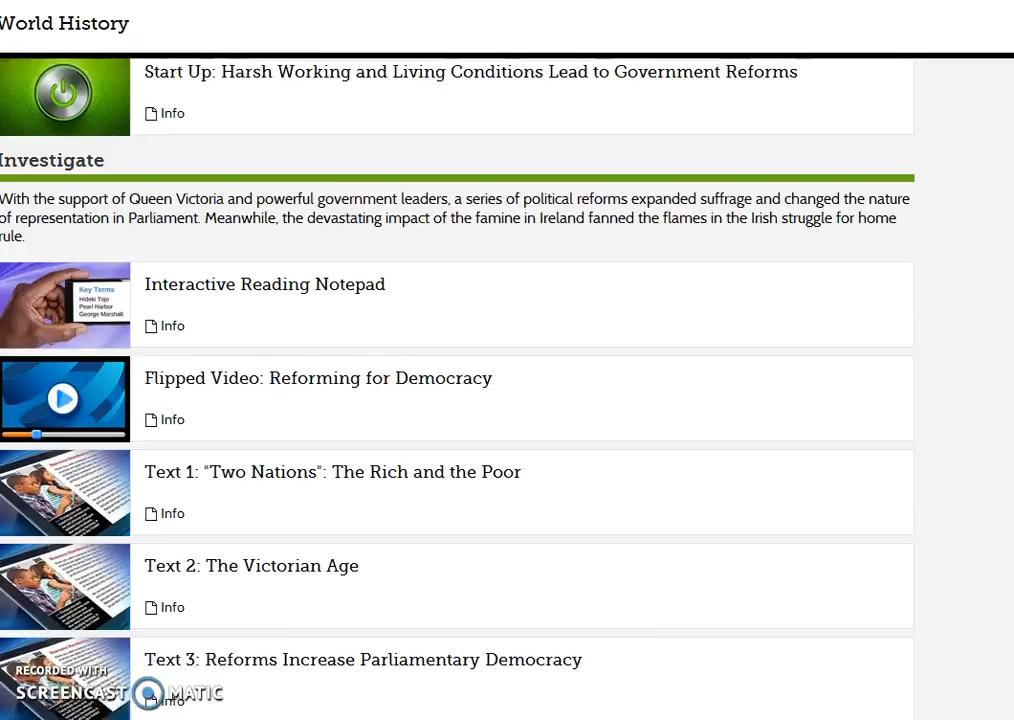 World History
Start Up: Harsh Working and Living Conditions Lead to Government Reforms
Info
Investigate
With the support of Queen Victoria and powerful government leaders, a series of political reforms expanded suffrage and changed the nature
of representation in Parliament. Meanwhile, the devastating impact of the famine in Ireland fanned the flames in the Irish struggle for home
rule.
Key Terms
Hideki Tojo
Pearl Harbor
George Marshall
Interactive Reading Notepad
Info
Flipped Video: Reforming for Democracy
Info
Text 1: "Two Nations": The Rich and the Poor
Info
Text 2: The Victorian Age
Info
Text 3: Reforms Increase Parliamentary Democracy
Info
RECORDED WITH
SCREENCAST MATIC